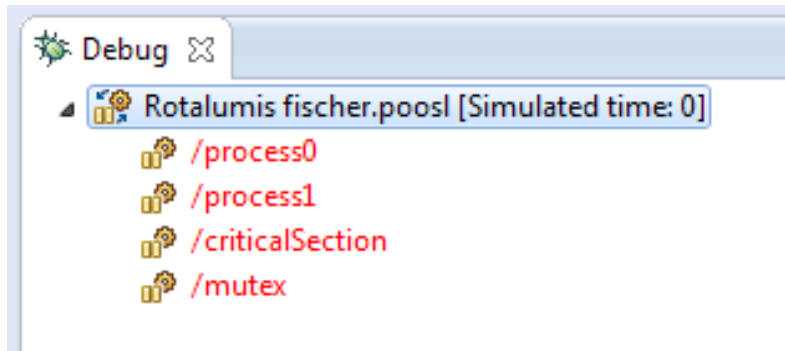 Debug
Rotalumis fischer.poosl [Simulated time: 0]
/process0
/process1
/criticalSection
/mutex